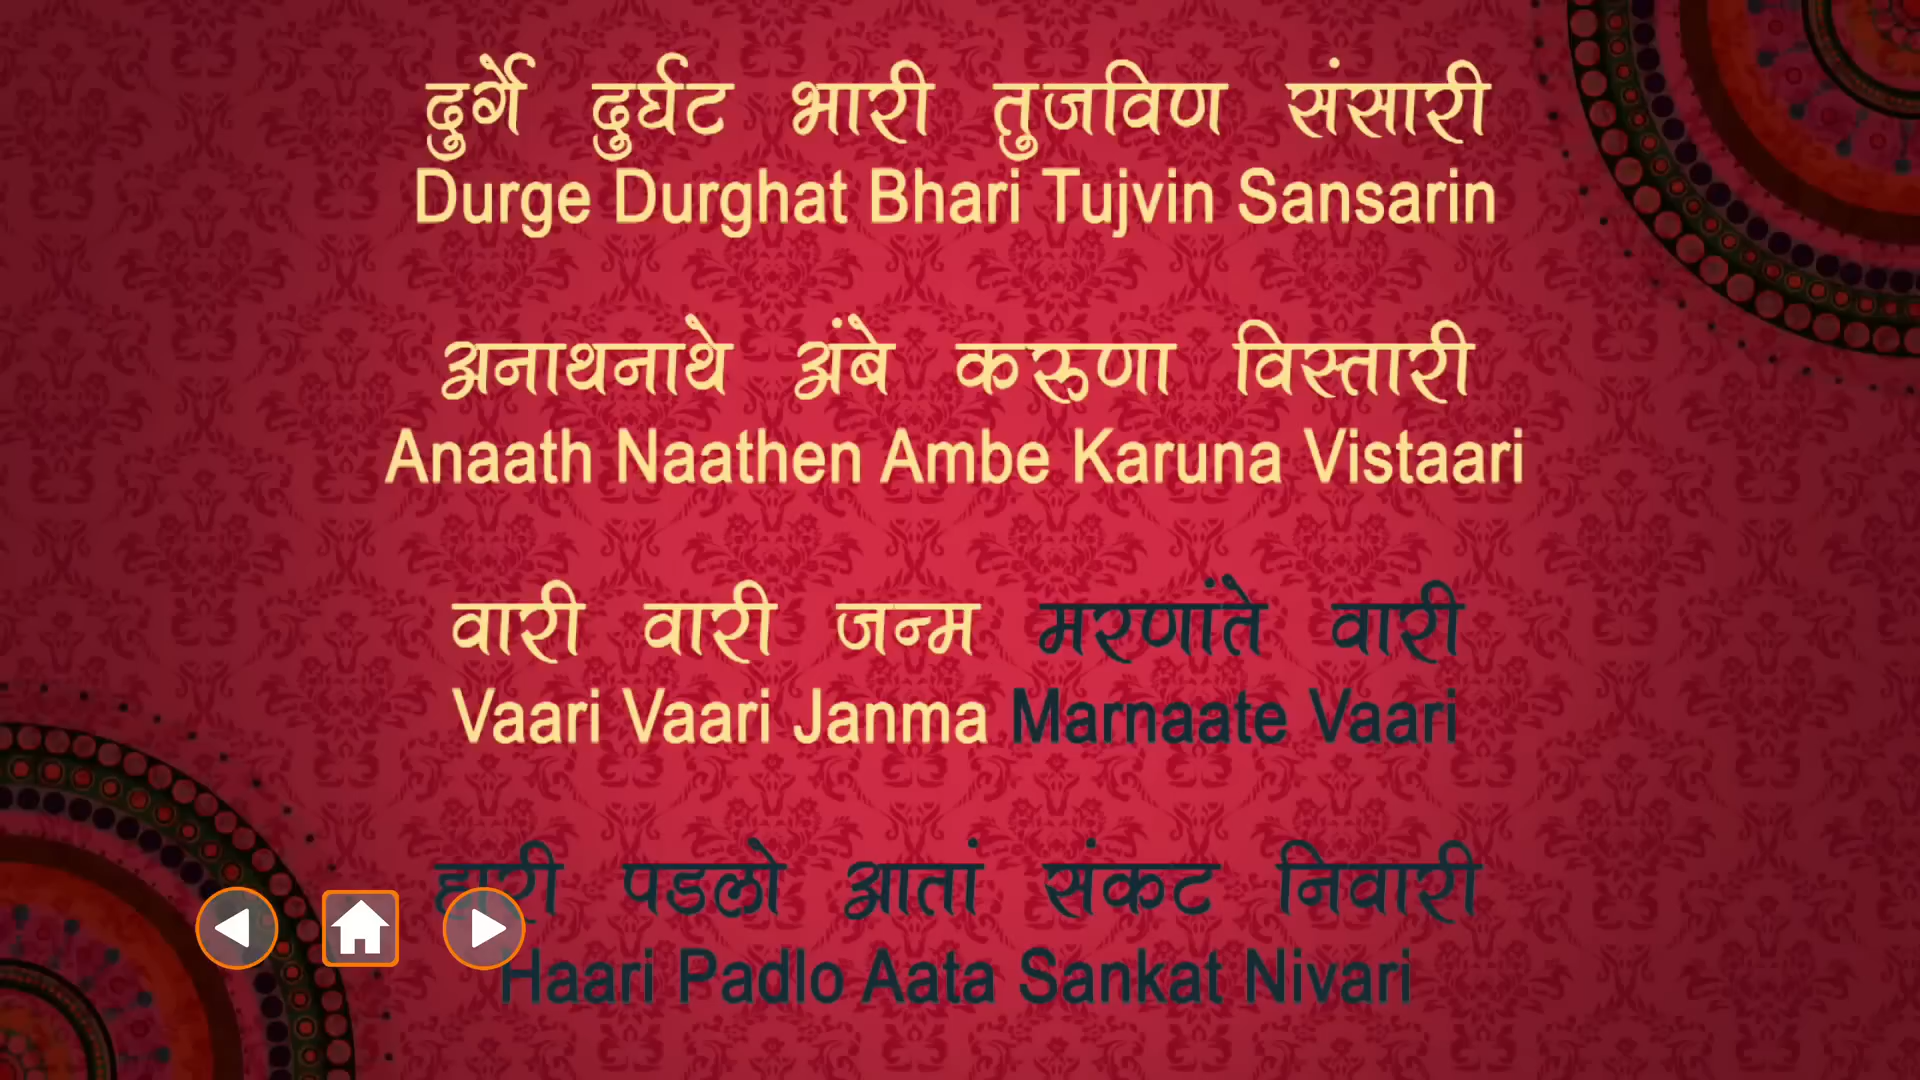 दुर्गे दुर्घट भारी तुजविण संसारी
Durge Durghat Bhari Tujvin Sansarin
अनाथनाथे अंबे करुणा विस्तारी
Anaath Naathen Ambe Karuna Vistaari
वारी वारी जन्म मरणांते वारी
Vaari Vaari Janma Marnaate Vaari
हारी पडलो आतां संकट निवारी
Haari Padlo Aata Sankat Nivari